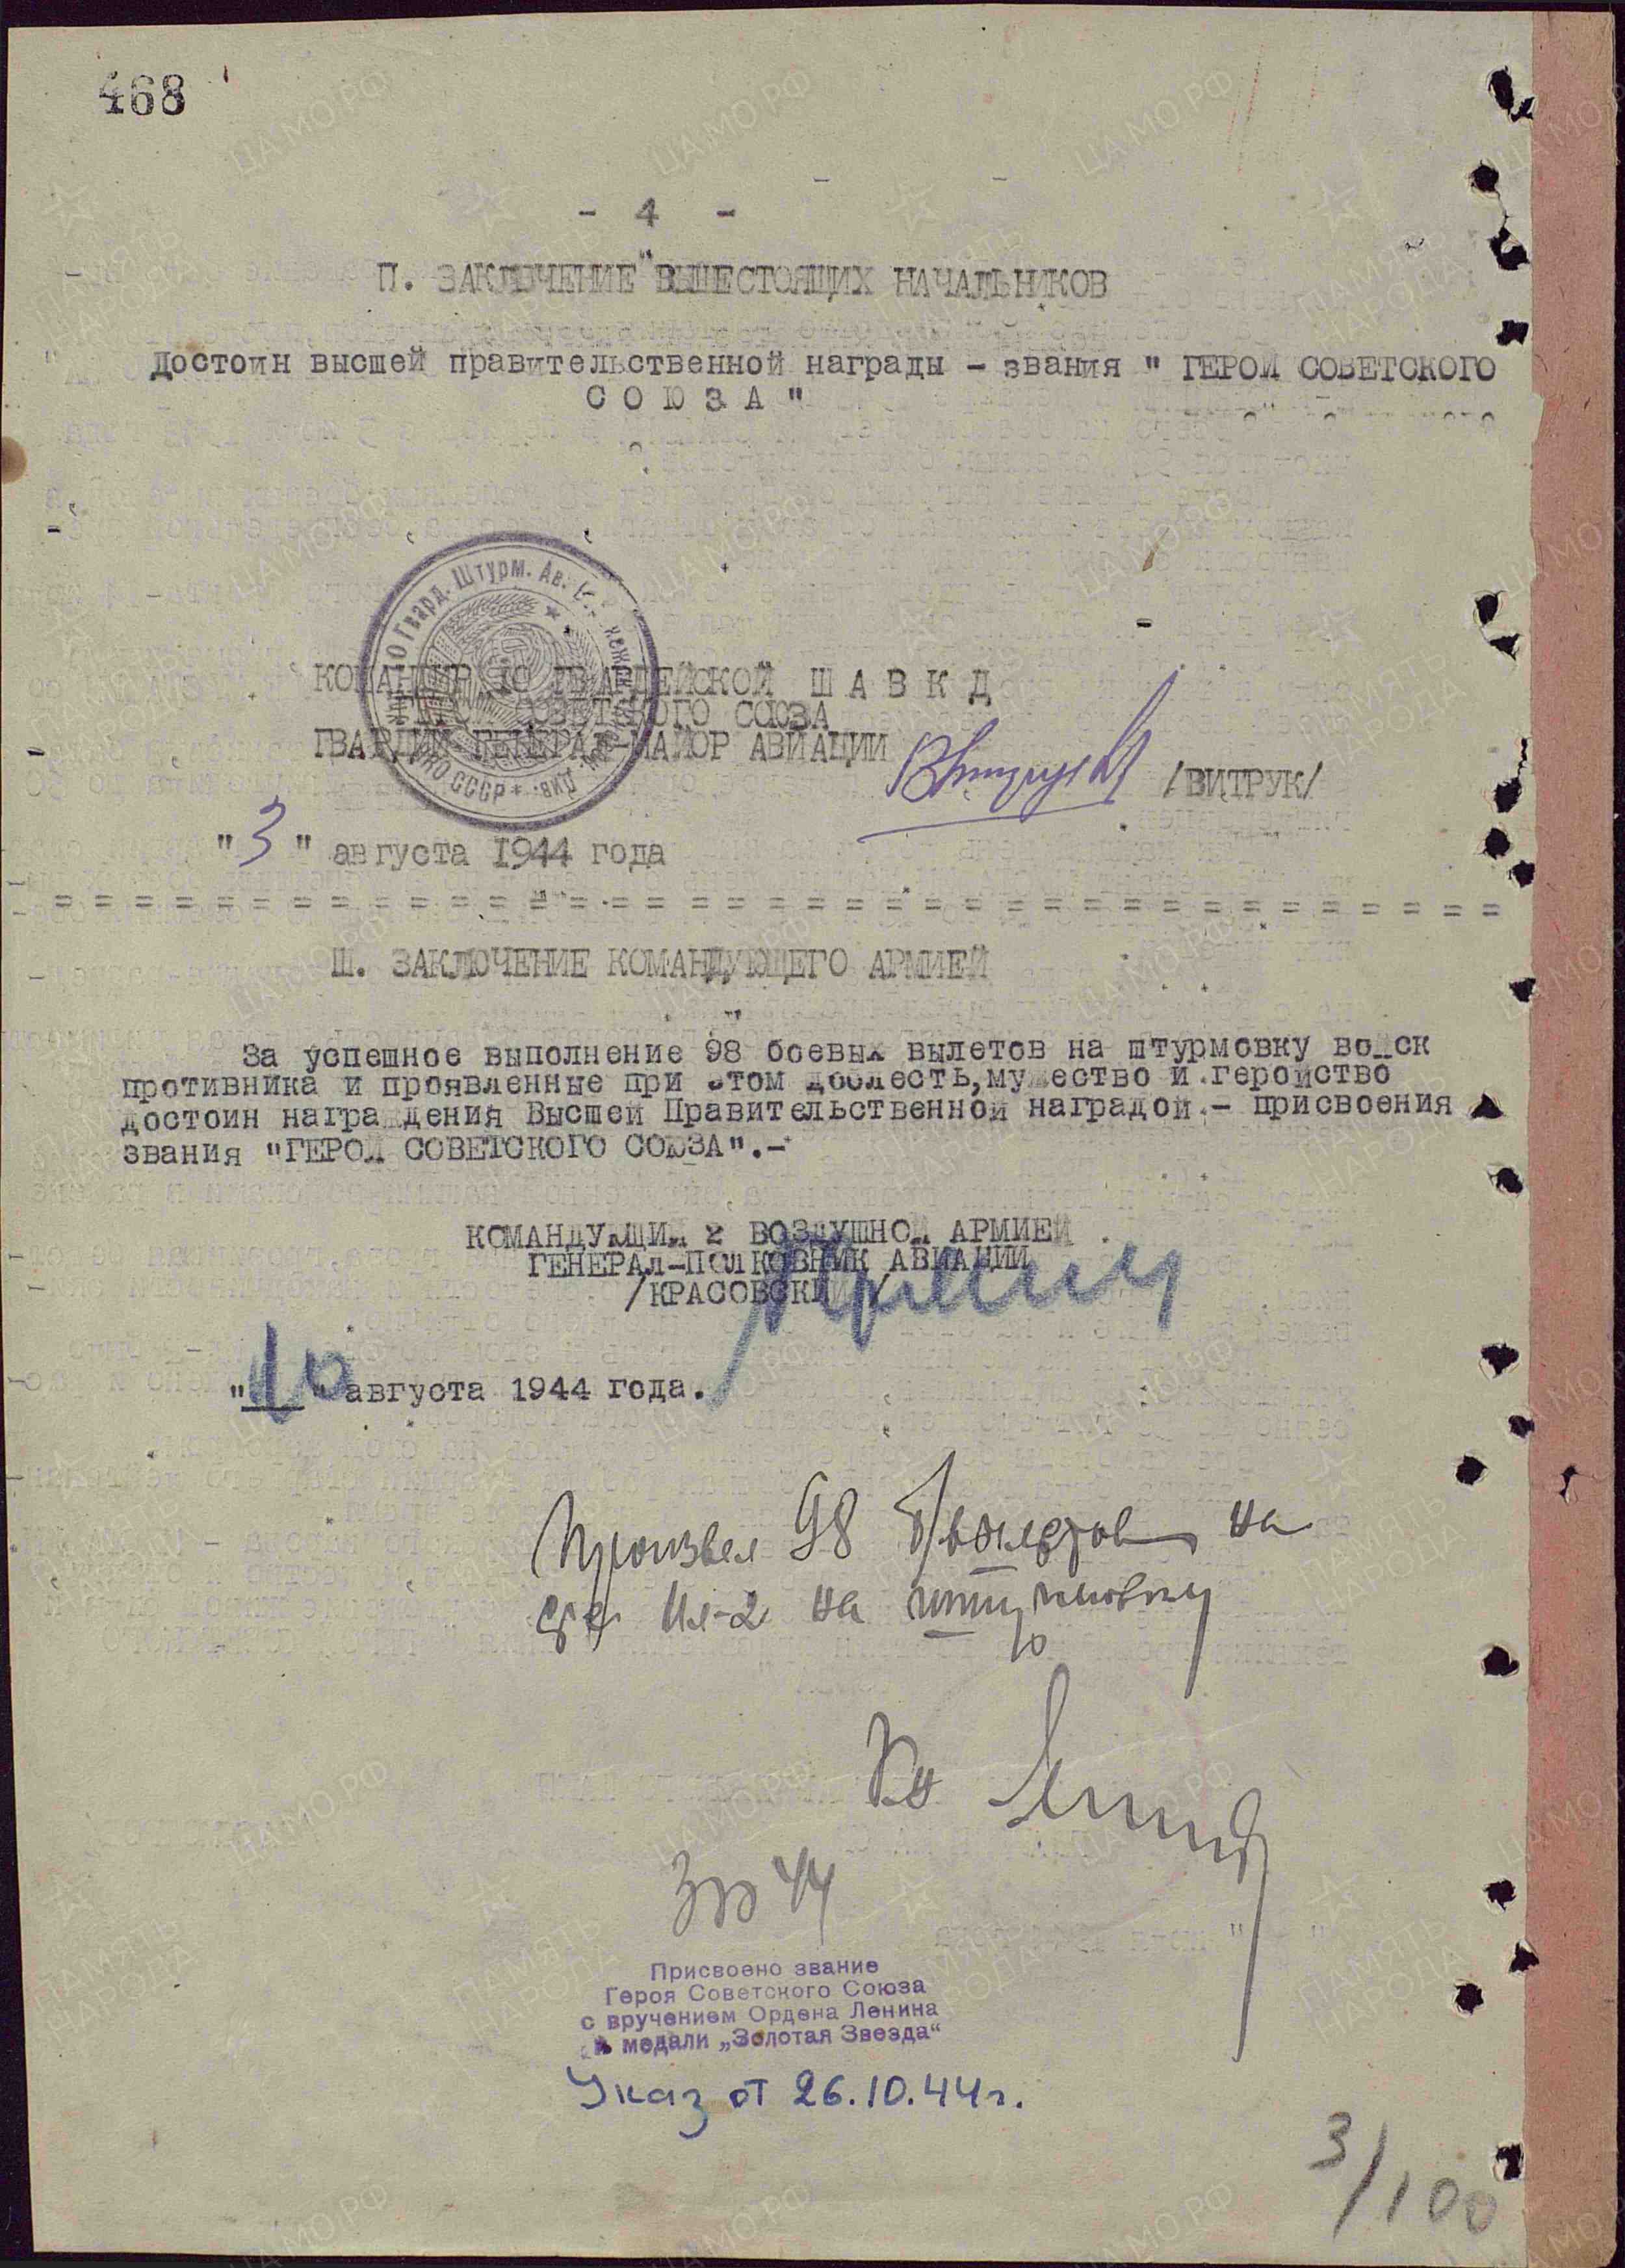 468
- 4 -
П. ЗАКЛЮЧЕНИЕ ВЫШЕСТОЯЩИХ НАЧАЛЬНИКОВ
Достоин высшей правительственной награды - звания " ГЕРОЙ СОВЕТСКОГО
С О Ю З А "
КОМАНДИР 10 ГВАРДЕЙСКОЙ Ш А В К Д
ГЕРОЙ СОВЕТСКОГО СОЮЗА
ГВАРДИИ ГЕНЕРАЛ-МАЙОР АВИАЦИИ
/ВИТРУК/
"3" августа 1944 года
Ш. ЗАКЛЮЧЕНИЕ КОМАНДУЮЩЕГО АРМИЕЙ
За успешное выполнение 98 боевых вылетов на штурмовку войск
противника и проявленные при этом доблесть,мужество и геройство
достоин награждения Высшей Правительственной наградой.- присвоения
звания "ГЕРОЙ СОВЕТСКОГО СОЮЗА".-
КОМАНДУЮЩИЙ 2 ВОЗДУШНОЙ АРМИЕЙ
ГЕНЕРАЛ-ПОЛКОВНИК АВИАЦИИ
/КРАСОВСКИЙ/
"10" августа 1944 года.
Произвел 98 б/вылетов на
с-те Ил-2 на штурмовку
Присвоено звание
Героя Советского Союза
с вручением Ордена Ленина
и медали „Золотая Звезда"
Указ от 26.10.44г.
3/100